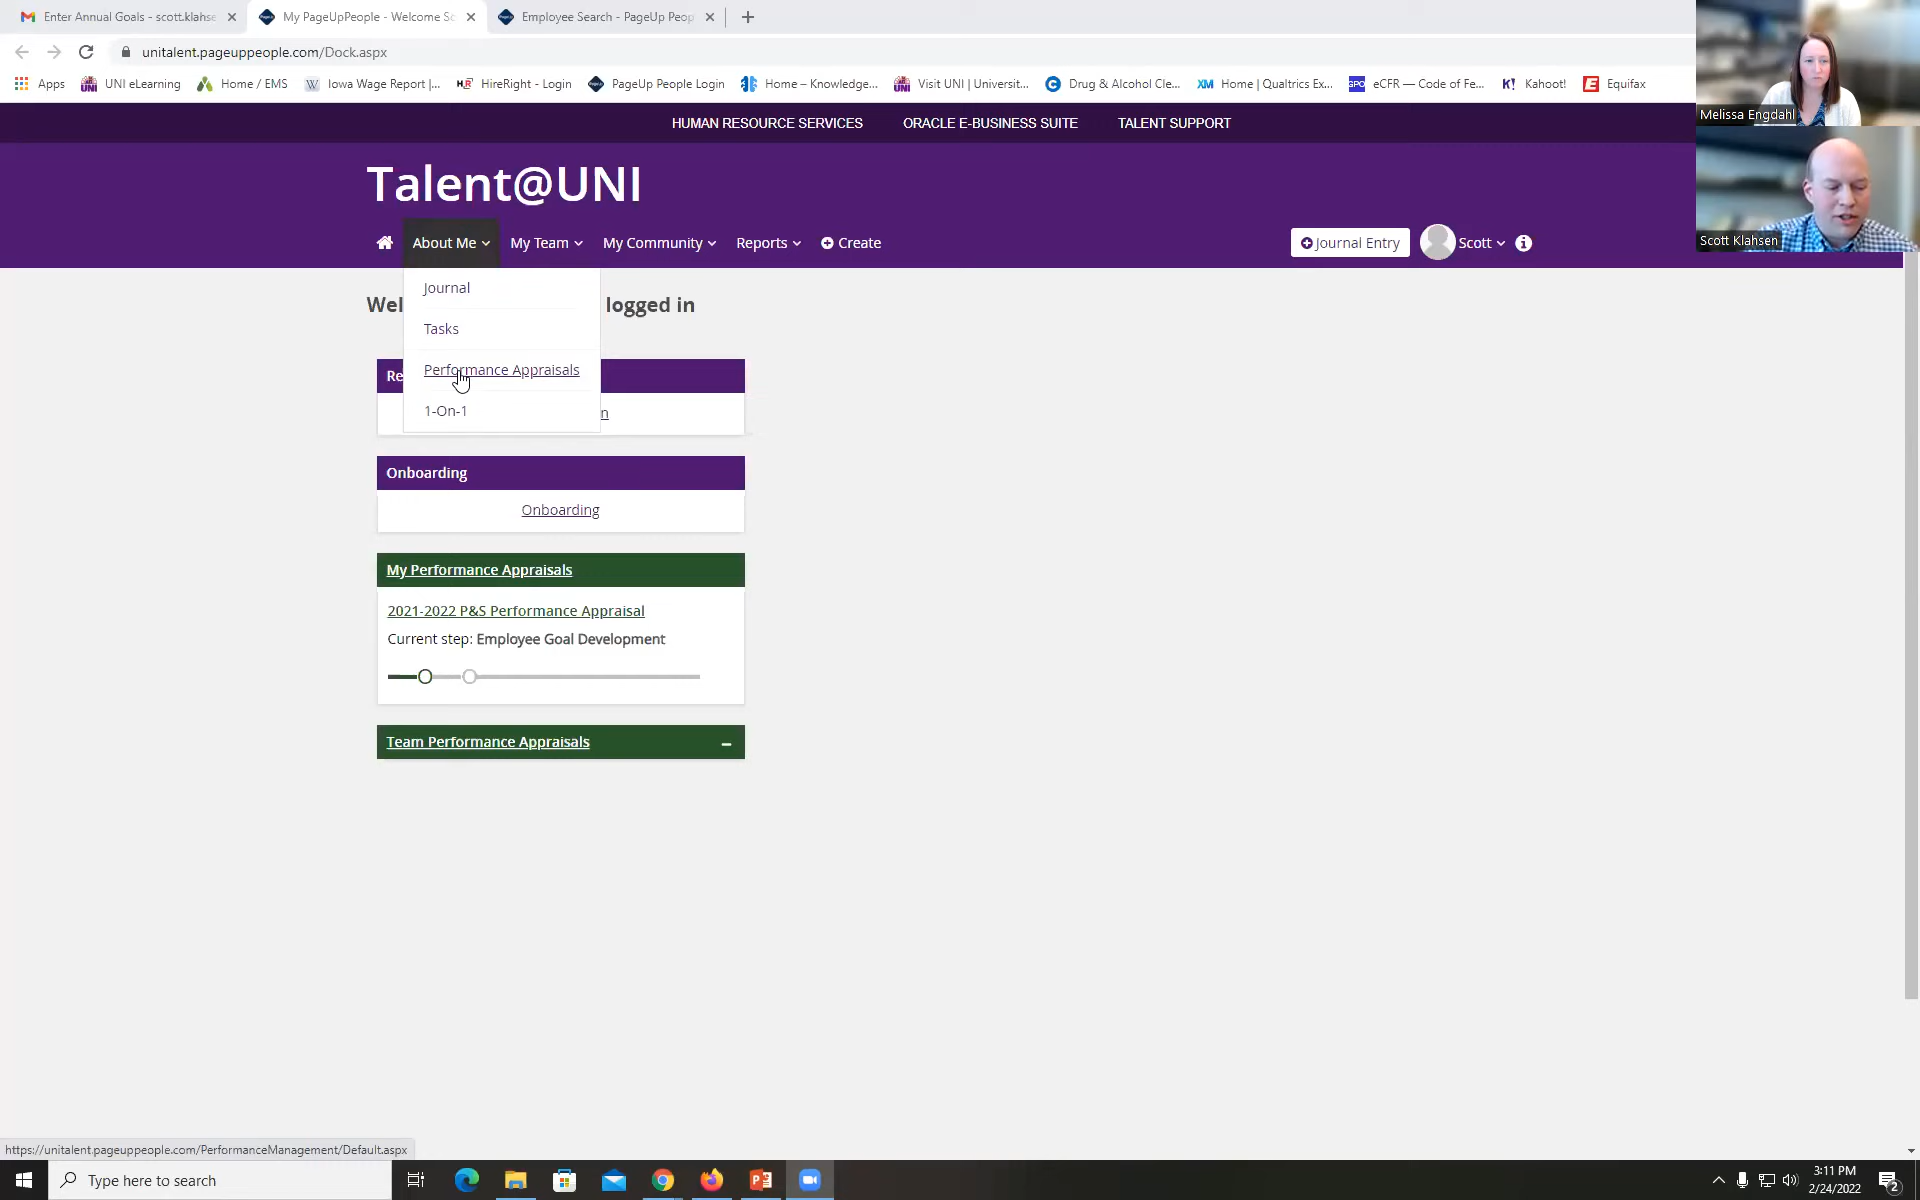 Enter Annual Goals - scott.klahse
My PageUpPeople - Welcome Sc
Employee Search - PageUp Peop
unitalent.pageuppeople.com/Dock.aspx
Apps
UNI eLearning
Home / EMS
Iowa Wage Report |...
HireRight - Login
PageUp People Login
Home – Knowledge...
Visit UNI | Universit...
Drug & Alcohol Cle...
Home | Qualtrics Ex...
eCFR — Code of Fe...
Kahoot!
Equifax
Melissa Engdahl
HUMAN RESOURCE SERVICES
ORACLE E-BUSINESS SUITE
TALENT SUPPORT
Talent@UNI
Scott Klahsen
About Me
My Team
My Community
Reports
Create
Journal Entry
Scott
Journal
Tasks
Performance Appraisals
1-On-1
Wel logged in
Re
n
Onboarding
Onboarding
My Performance Appraisals
2021-2022 P&S Performance Appraisal
Current step: Employee Goal Development
Team Performance Appraisals
https://unitalent.pageuppeople.com/PerformanceManagement/Default.aspx
Type here to search
3:11 PM
2/24/2022
2